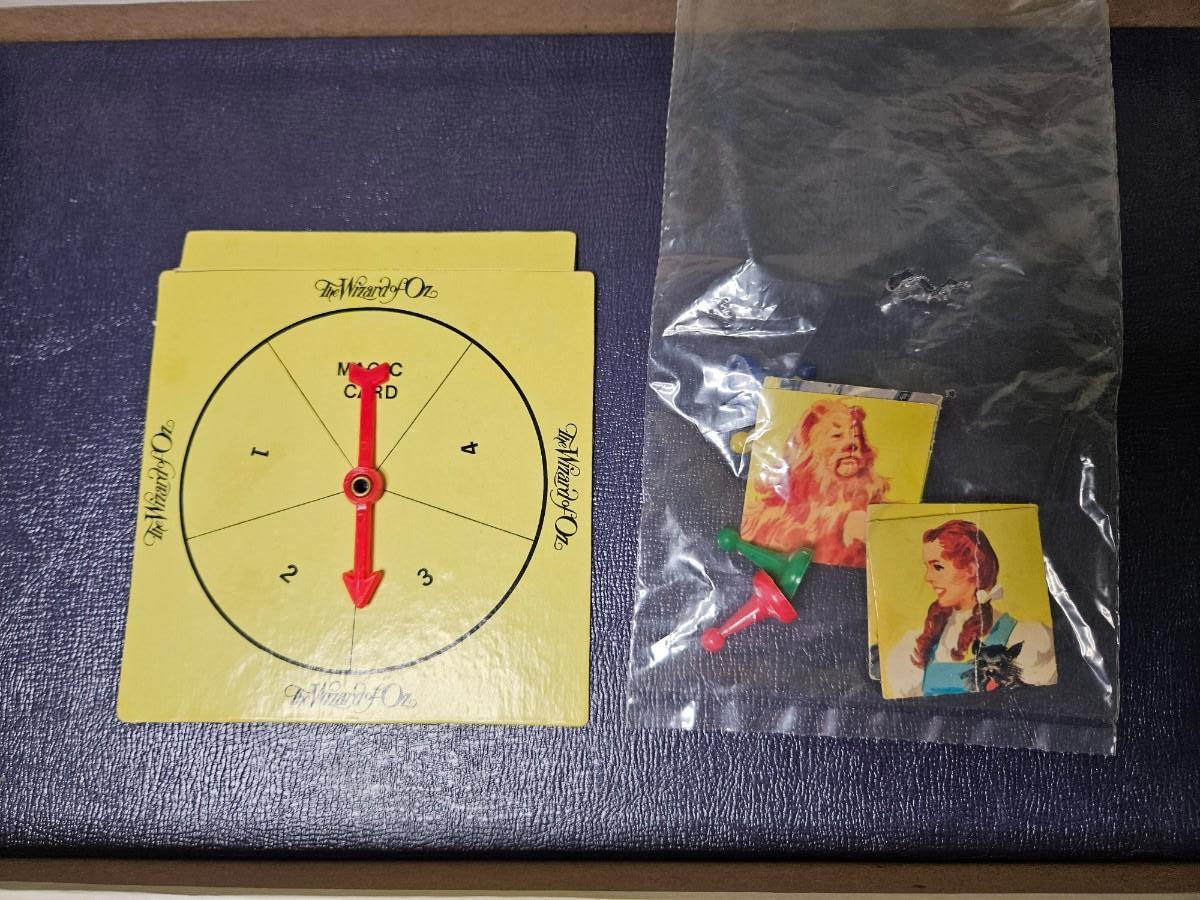 The Wizard of Oz
MAGIC
CARD
1
4
The Wizard of Oz
The Wizard of Oz
2
3
The Wizard of Oz